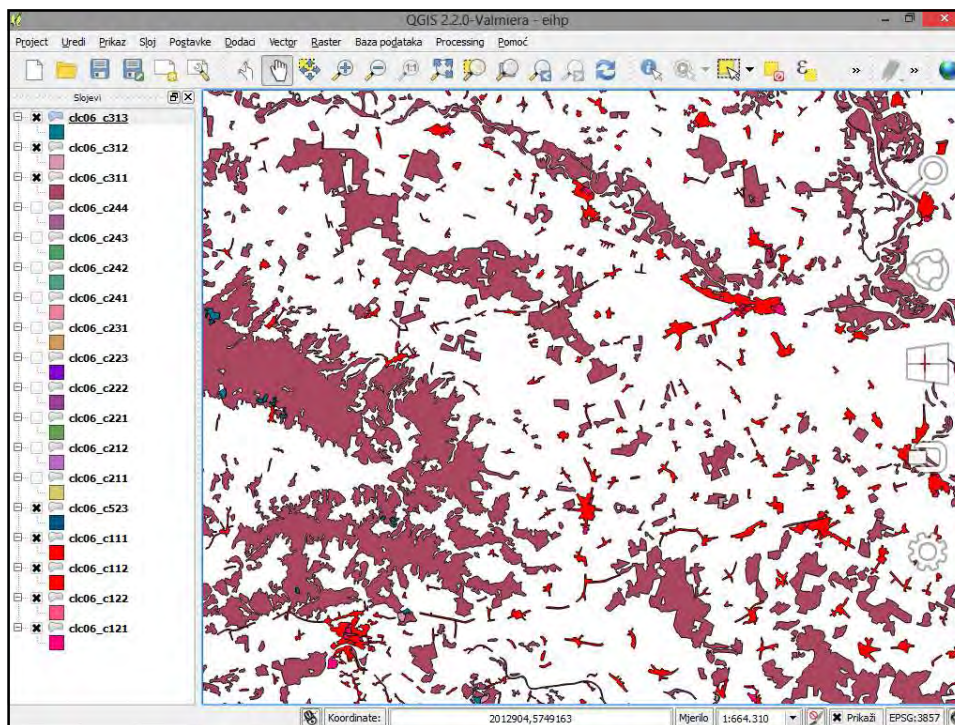 QGIS 2.2.0-Valmiera - eihp
Project Uredi Prikaz Sloj Postavke Dodaci Vector Raster Baza podataka Processing Pomoć
1:1
ε
»
»
Slojevi
clc06_c313
clc06_c312
clc06_c311
clc06_c244
clc06_c243
clc06_c242
clc06_c241
clc06_c231
clc06_c223
clc06_c222
clc06_c221
clc06_c212
clc06_c211
clc06_c523
clc06_c111
clc06_c112
clc06_c122
clc06_c121
Koordinate: 2012904,5749163 Mjerilo 1:664.310 Prikaži EPSG:3857